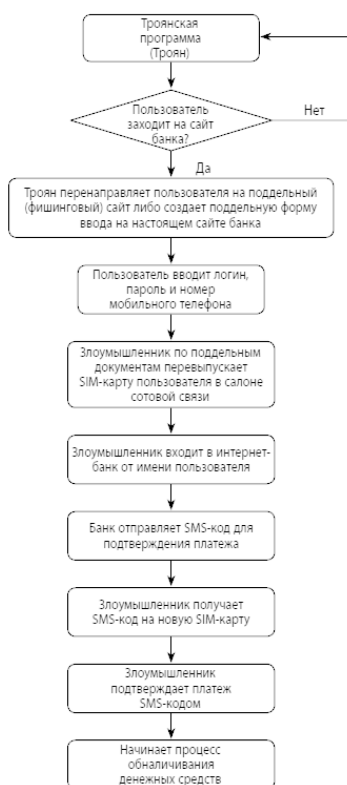 Троянская
программа
(Троян)
Пользователь
заходит на сайт
банка?
Нет
Да
Троян перенаправляет пользователя на поддельный
(фишинговый) сайт либо создает поддельную форму
ввода на настоящем сайте банка
Пользователь вводит логин,
пароль и номер
мобильного телефона
Злоумышленник по поддельным
документам перевыпускает
SIM-карту пользователя в салоне
сотовой связи
Злоумышленник входит в интернет-
банк от имени пользователя
Банк отправляет SMS-код для
подтверждения платежа
Злоумышленник получает
SMS-код на новую SIM-карту
Злоумышленник
подтверждает платеж
SMS-кодом
Начинает процесс
обналичивания
денежных средств